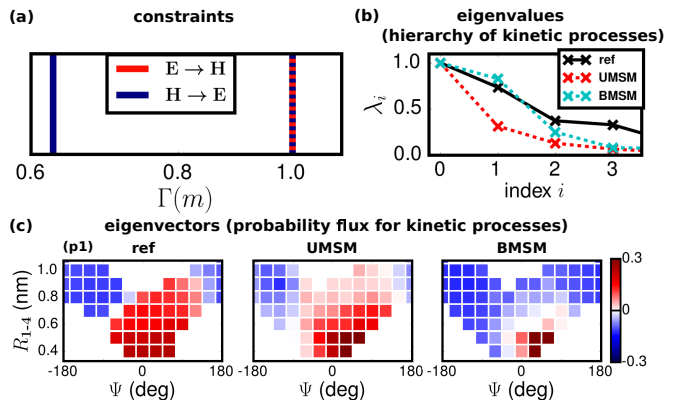 (a) constraints
E → H
H → E
0.6 0.8 1.0
Γ(m)
(b) eigenvalues
(hierarchy of kinetic processes)
ref
UMSM
BMSM
λi
1.0
0.5
0.0
0 1 2 3
index i
(c) eigenvectors (probability flux for kinetic processes)
(p1) ref UMSM BMSM
R1−4 (nm)
1.0
0.8
0.6
0.4
-180 0 180 -180 0 180 -180 0 180
Ψ (deg) Ψ (deg) Ψ (deg)
0.3
0
-0.3